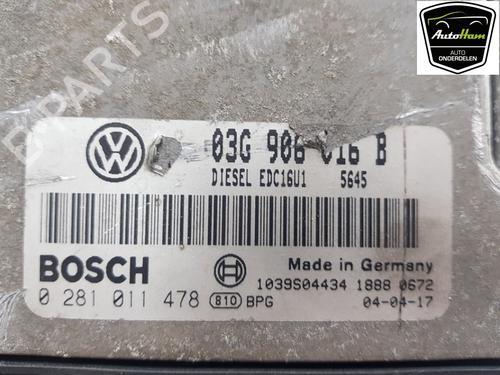 AutoHam
AUTO
ONDERDELEN
B PARTS
03G 906 016 B
DIESEL EDC16U1 5645
BOSCH
Made in Germany
1039S04434 1888 0672
0 281 011 478 810 BPG 04-04-17